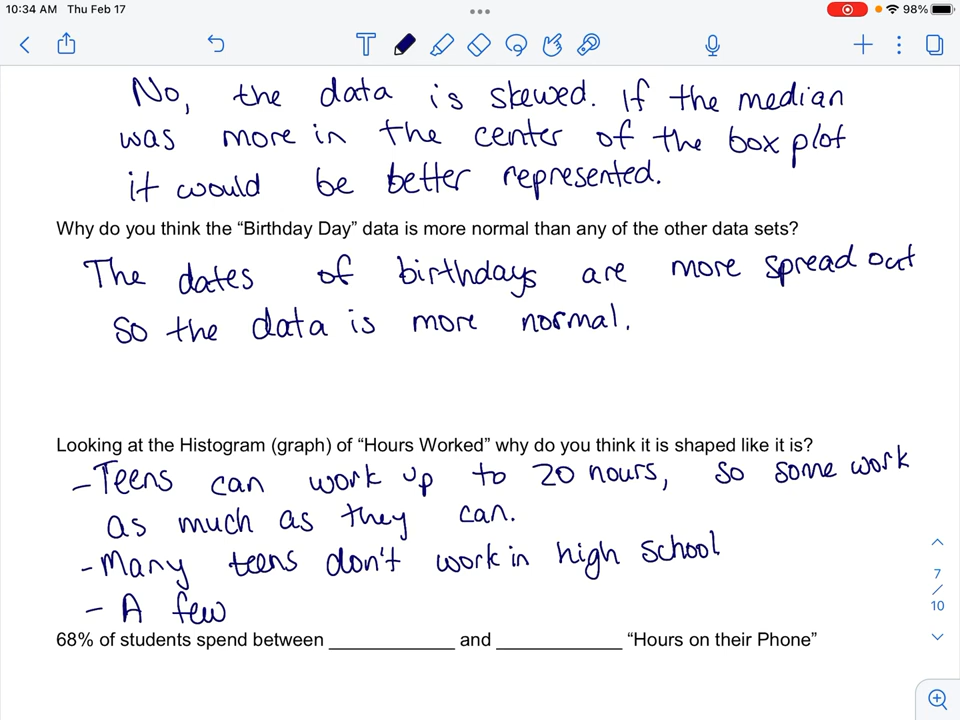 10:34 AM Thu Feb 17
98%
No, the data is skewed. If the median
was more in the center of the box plot
it would be better represented.
Why do you think the “Birthday Day” data is more normal than any of the other data sets?
The dates of birthdays are more spread out
so the data is more normal.
Looking at the Histogram (graph) of “Hours Worked” why do you think it is shaped like it is?
- Teens can work up to 20 hours, so some work
as much as they can.
- Many teens don't work in high school
- A few
68% of students spend between ____________ and ____________ “Hours on their Phone”
7
/
10